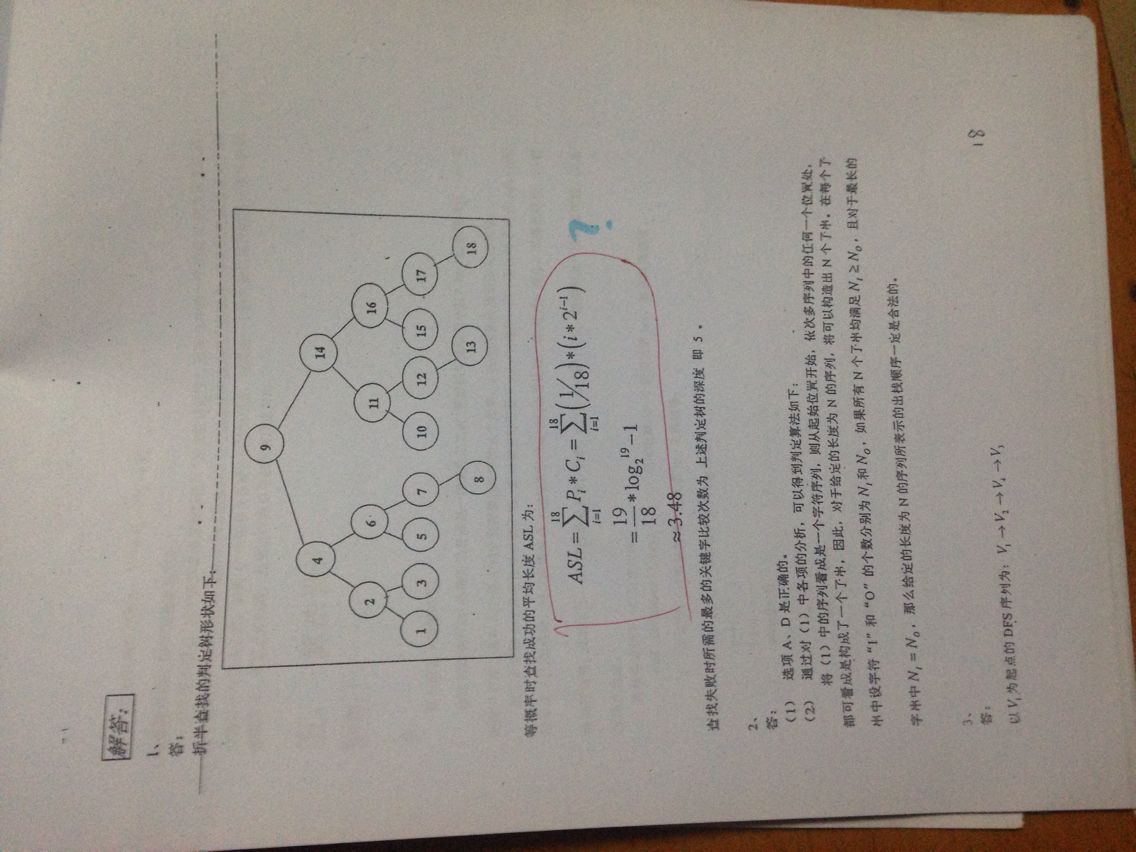 解答:
1、
答:
折半查找的判定树形状如下:
9
4 14
2 6 11 16
1 3 5 7 10 12 15 17
8 13 18
等概率时查找成功的平均长度 ASL 为:
ASL = ∑_{i=1}^{18} P_i * C_i = ∑_{i=1}^{18} (1/18) * (i * 2^{i-1})
i
= 19/18 * log_2^{19} - 1
≈ 3.48
查找失败时所需的最多的关键字比较次数为 上述判定树的深度 即 5 。
2、
答:
(1) 选项 A、D 是正确的。
(2) 通过对 (1) 中各项的分析,可以得到判定算法如下:
将 (1) 中的序列看成是一个字符序列,则从起始位置开始,依次多序列中的任何一个位置处,
都可看成是构成了一个子串,因此,对于给定的长度为 N 的序列,将可以构造出 N 个子串。在每个子
串中设字符 "I" 和 "O" 的个数分别为 N_I 和 N_O ,如果所有 N 个子串均满足 N_I ≥ N_O ,且对于最长的
字串中 N_I = N_O ,那么给定的长度为 N 的序列所表示的出栈顺序一定是合法的。
3、
答:
以 V_1 为起点的 DFS 序列为: V_1 → V_2 → V_4 → V_3
18